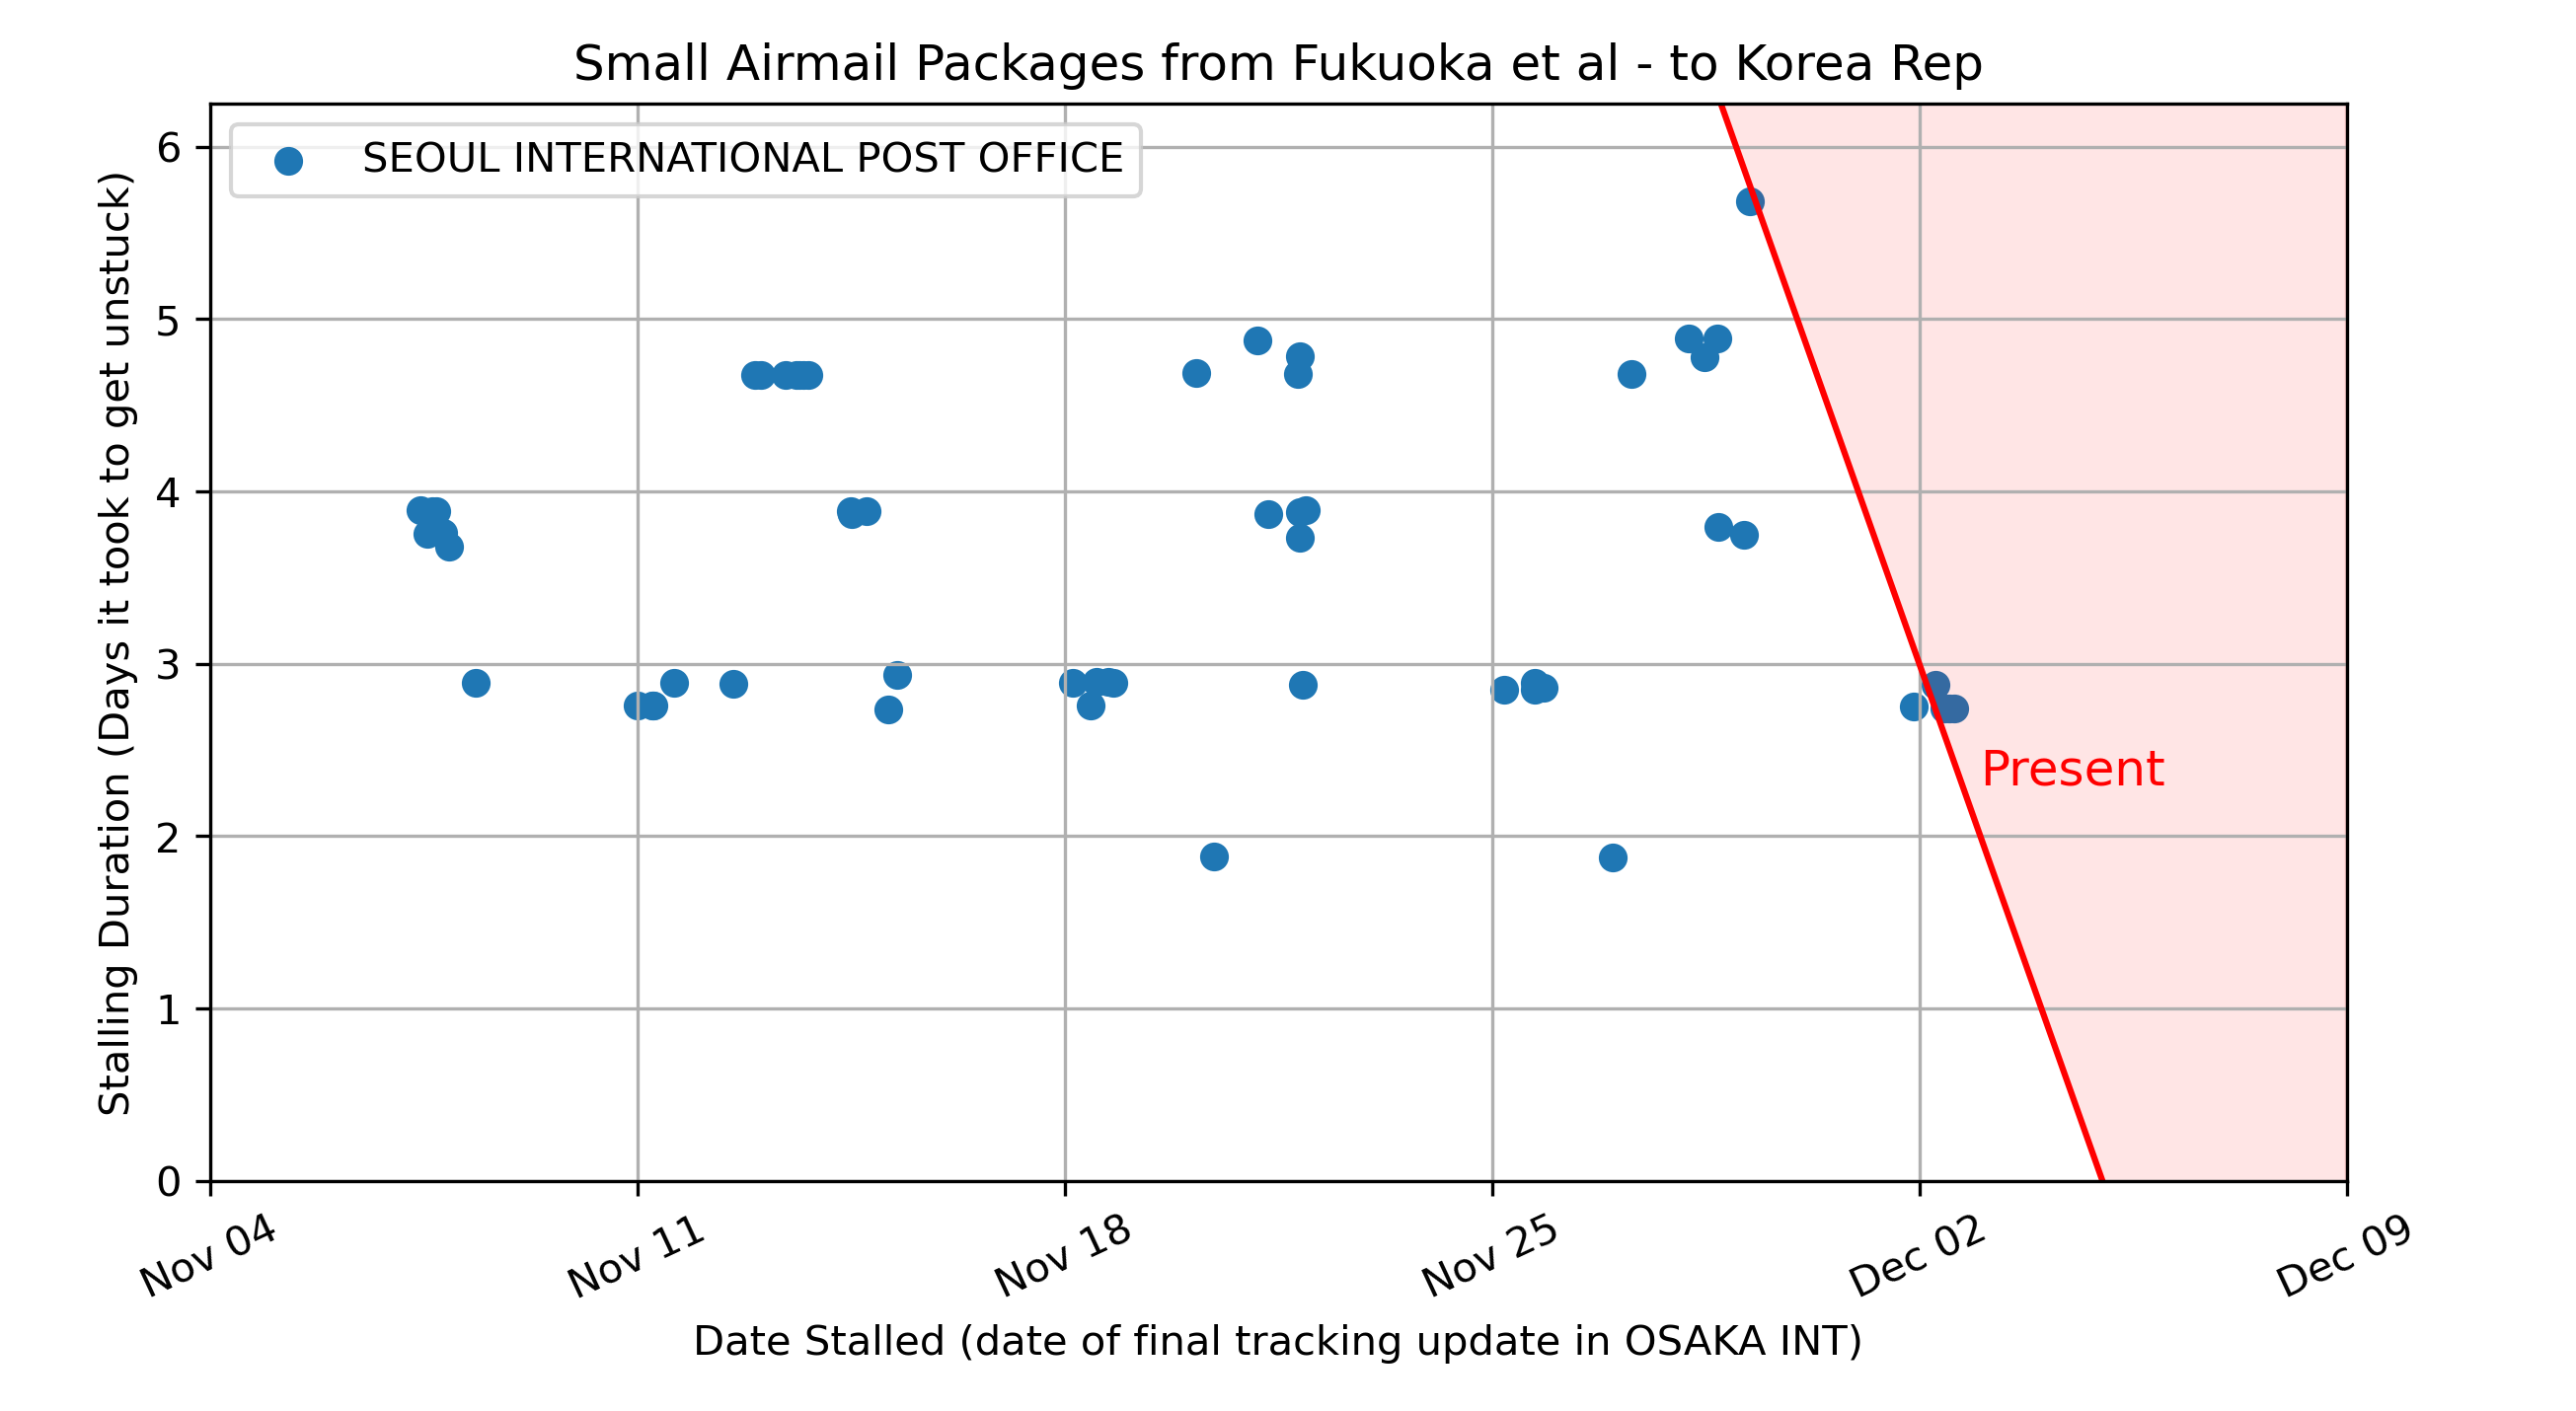 Small Airmail Packages from Fukuoka et al - to Korea Rep
SEOUL INTERNATIONAL POST OFFICE
Stalling Duration (Days it took to get unstuck)
6
5
4
3
2
1
0
Present
Nov 04
Nov 11
Nov 18
Nov 25
Dec 02
Dec 09
Date Stalled (date of final tracking update in OSAKA INT)